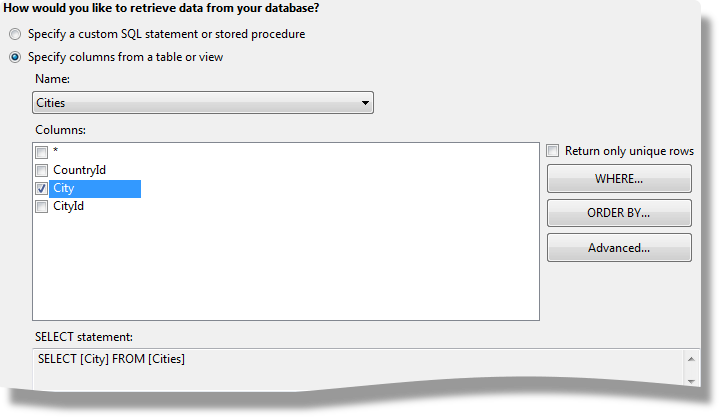 How would you like to retrieve data from your database?
Specify a custom SQL statement or stored procedure
Specify columns from a table or view
Name:
Cities
Columns:
*
Return only unique rows
CountryId
City
CityId
WHERE...
ORDER BY...
Advanced...
SELECT statement:
SELECT [City] FROM [Cities]